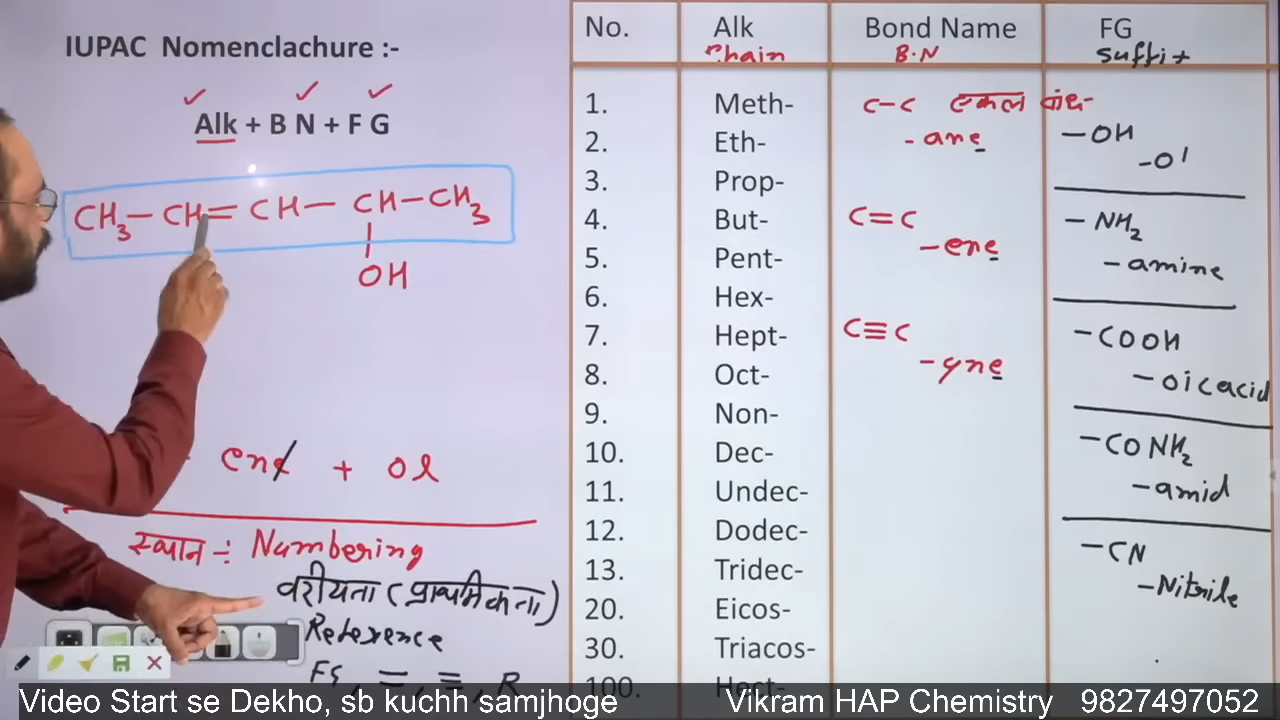 IUPAC Nomenclachure :-
Alk + B N + F G
CH₃ — CH = CH — CH — CH₃
OH
ene + ol
स्थान ÷ Numbering
वरीयता (प्राथमिकता)
FG, =, ≡, R
No. Alk Bond Name FG
Chain B.N Suffix
1. Meth- C-C एकल बंध-
2. Eth- -ane -OH
-ol
3. Prop-
4. But- C=C -NH₂
5. Pent- -ene -amine
6. Hex-
7. Hept- C≡C -COOH
8. Oct- -yne -oic acid
9. Non-
10. Dec- -CONH₂
11. Undec- -amid
12. Dodec-
13. Tridec- -CN
20. Eicos- -Nitrile
30. Triacos-
100. Hect-
Video Start se Dekho, sb kuchh samjhoge Vikram HAP Chemistry 9827497052